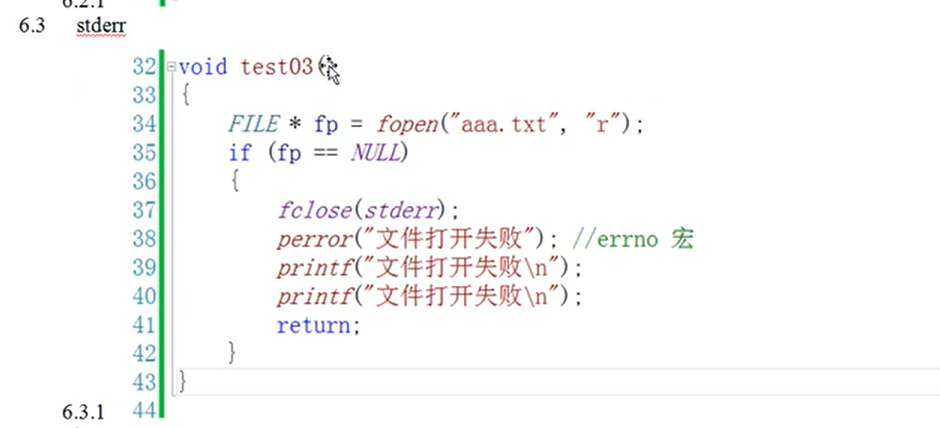 6.2.1
6.3 stderr
32 void test03()
33 {
34 FILE * fp = fopen("aaa.txt", "r");
35 if (fp == NULL)
36 {
37 fclose(stderr);
38 perror("文件打开失败"); //errno 宏
39 printf("文件打开失败\n");
40 printf("文件打开失败\n");
41 return;
42 }
43 }
6.3.1 44